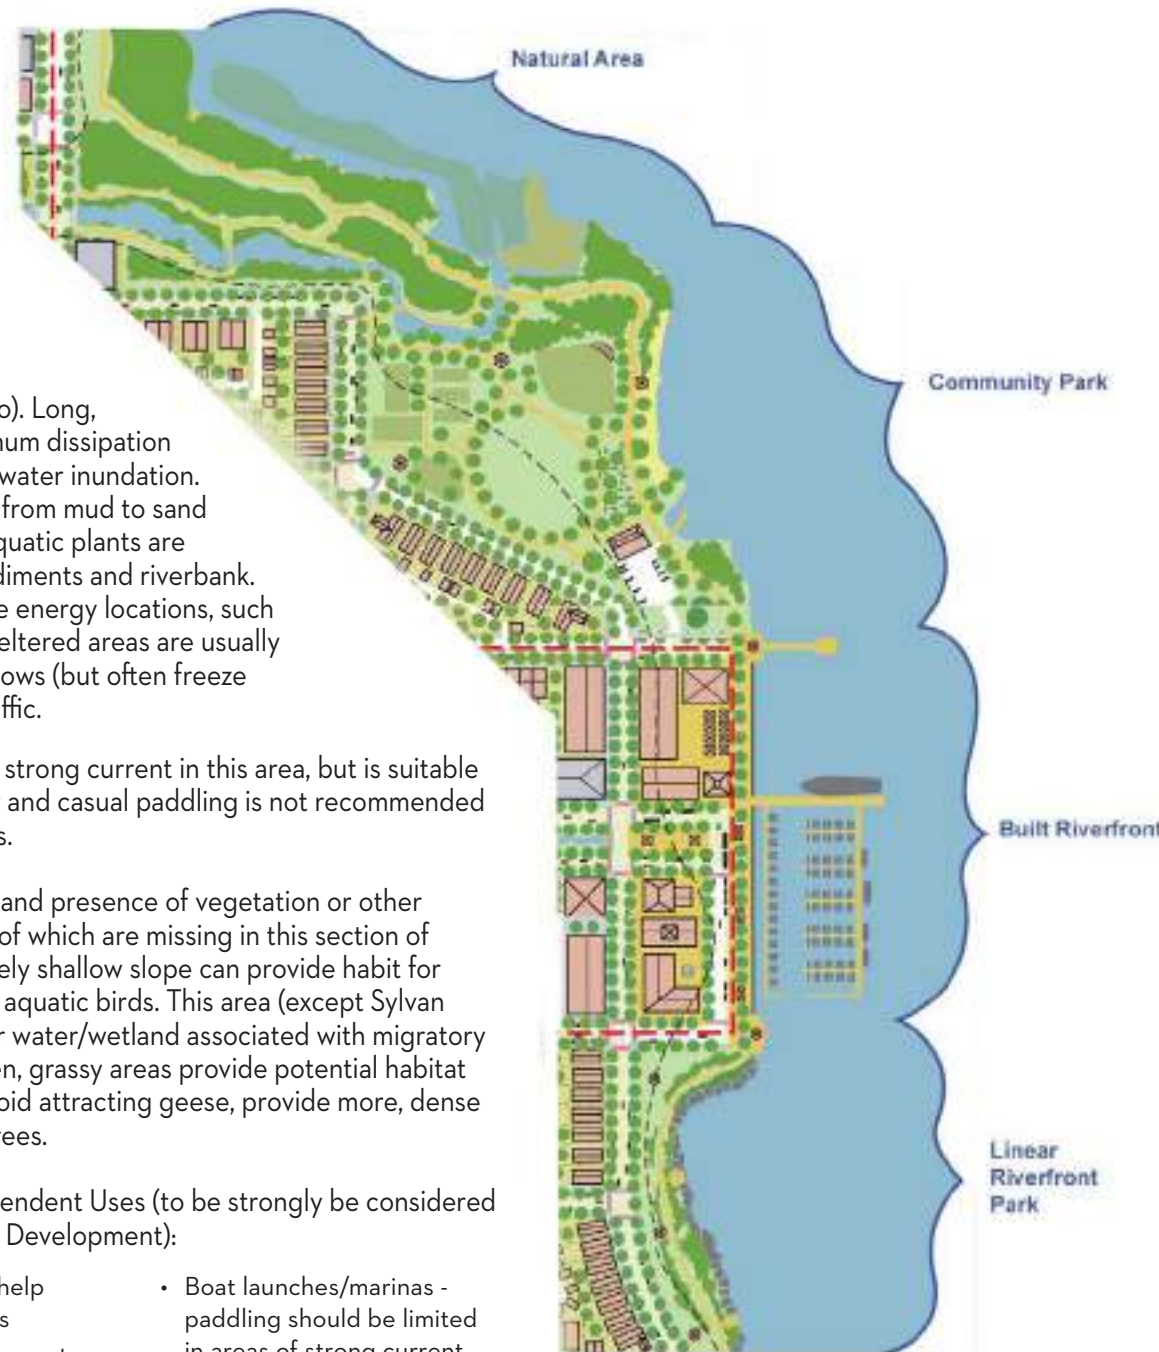 Natural Area
Community Park
Built Riverfront
Linear
Riverfront
Park
o). Long,
num dissipation
water inundation.
from mud to sand
quatic plants are
diments and riverbank.
e energy locations, such
eltered areas are usually
ows (but often freeze
ffic.
strong current in this area, but is suitable
and casual paddling is not recommended
s.
and presence of vegetation or other
of which are missing in this section of
ely shallow slope can provide habit for
aquatic birds. This area (except Sylvan
r water/wetland associated with migratory
en, grassy areas provide potential habitat
oid attracting geese, provide more, dense
rees.
endent Uses (to be strongly be considered
Development):
help
s
• Boat launches/marinas -
paddling should be limited
in areas of strong current